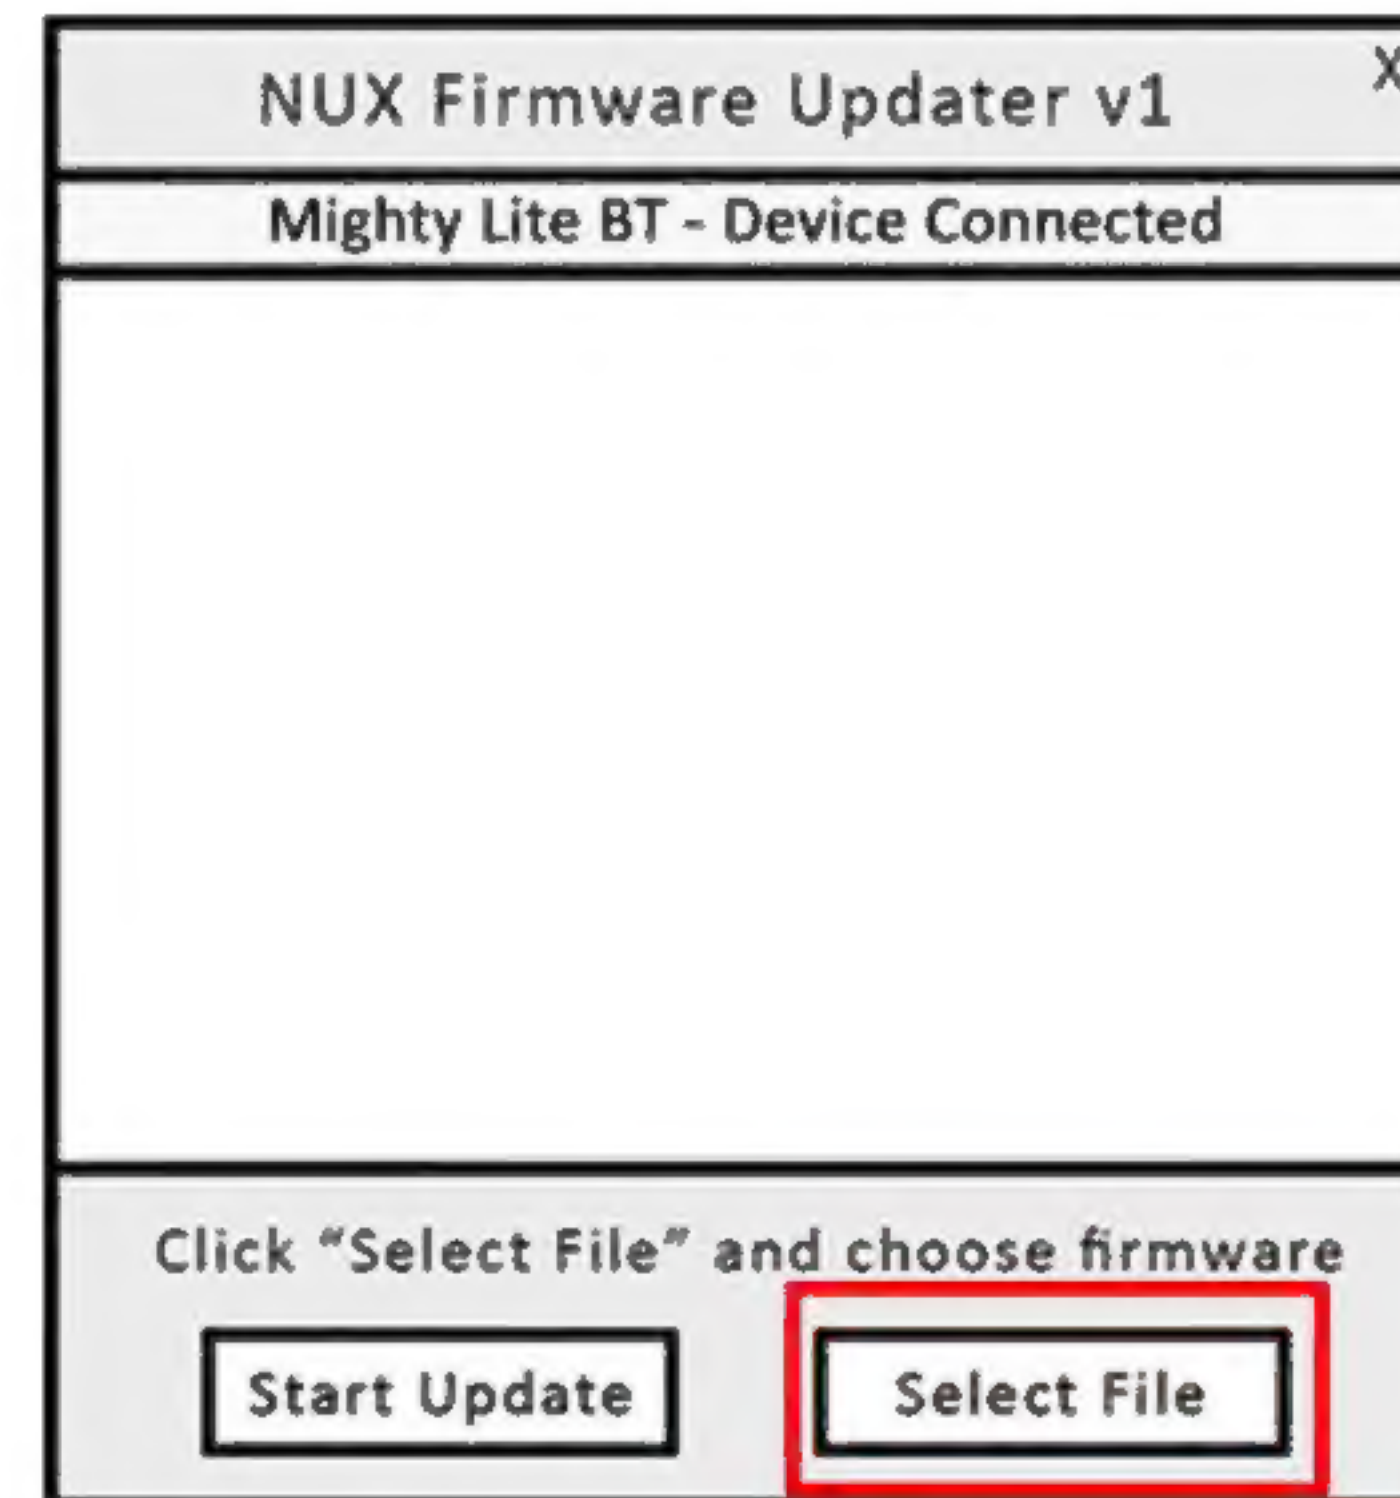 NUX Firmware Updater v1
X
Mighty Lite BT - Device Connected
Click “Select File” and choose firmware
Start Update
Select File